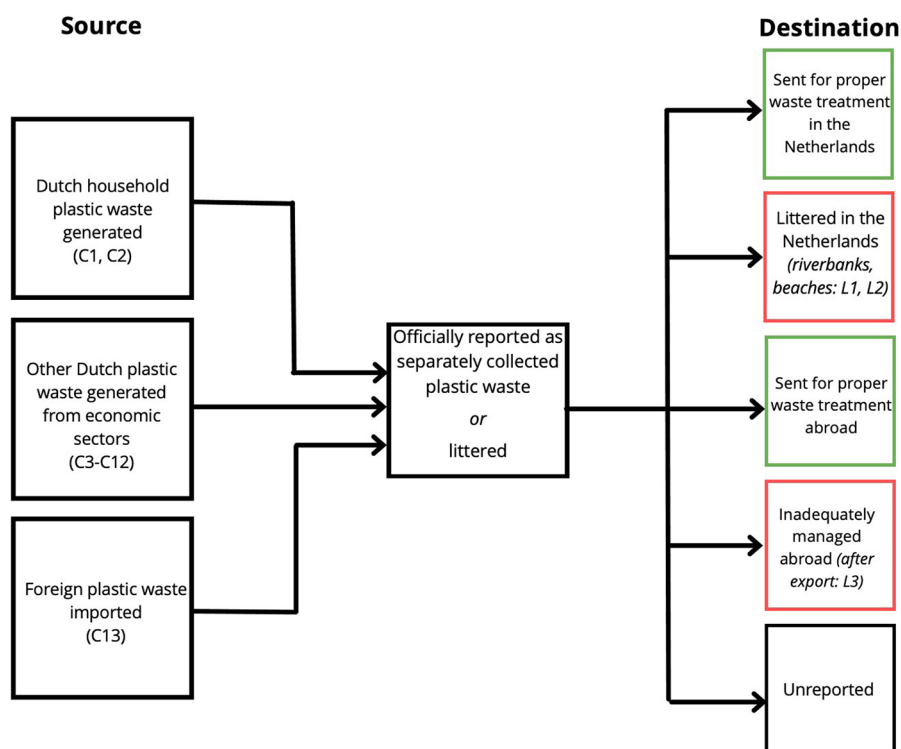 Source
Destination
Dutch household
plastic waste
generated
(C1, C2)
Other Dutch plastic
waste generated
from economic
sectors
(C3-C12)
Foreign plastic waste
imported
(C13)
Officially reported as
separately collected
plastic waste
or
littered
Sent for proper
waste treatment
in the
Netherlands
Littered in the
Netherlands
(riverbanks,
beaches: L1, L2)
Sent for proper
waste treatment
abroad
Inadequately
managed
abroad (after
export: L3)
Unreported